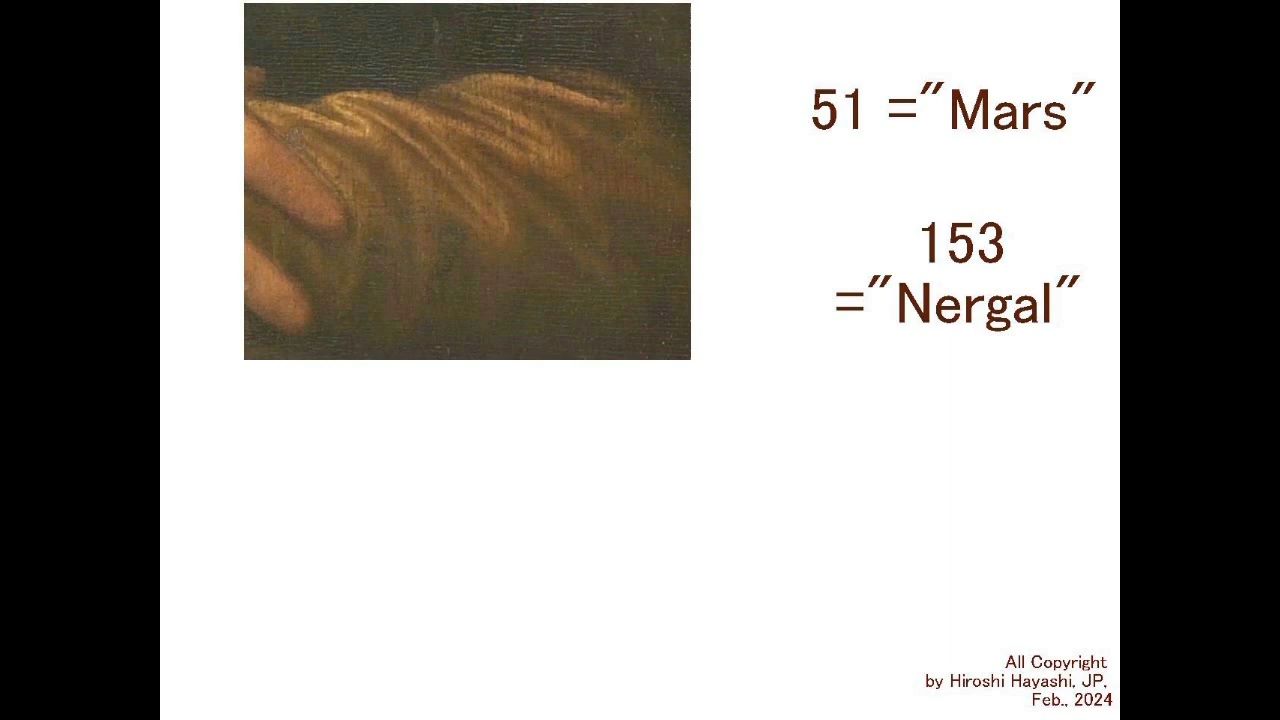 51 ="Mars"
153
="Nergal"
All Copyright
by Hiroshi Hayashi, JP,
Feb., 2024